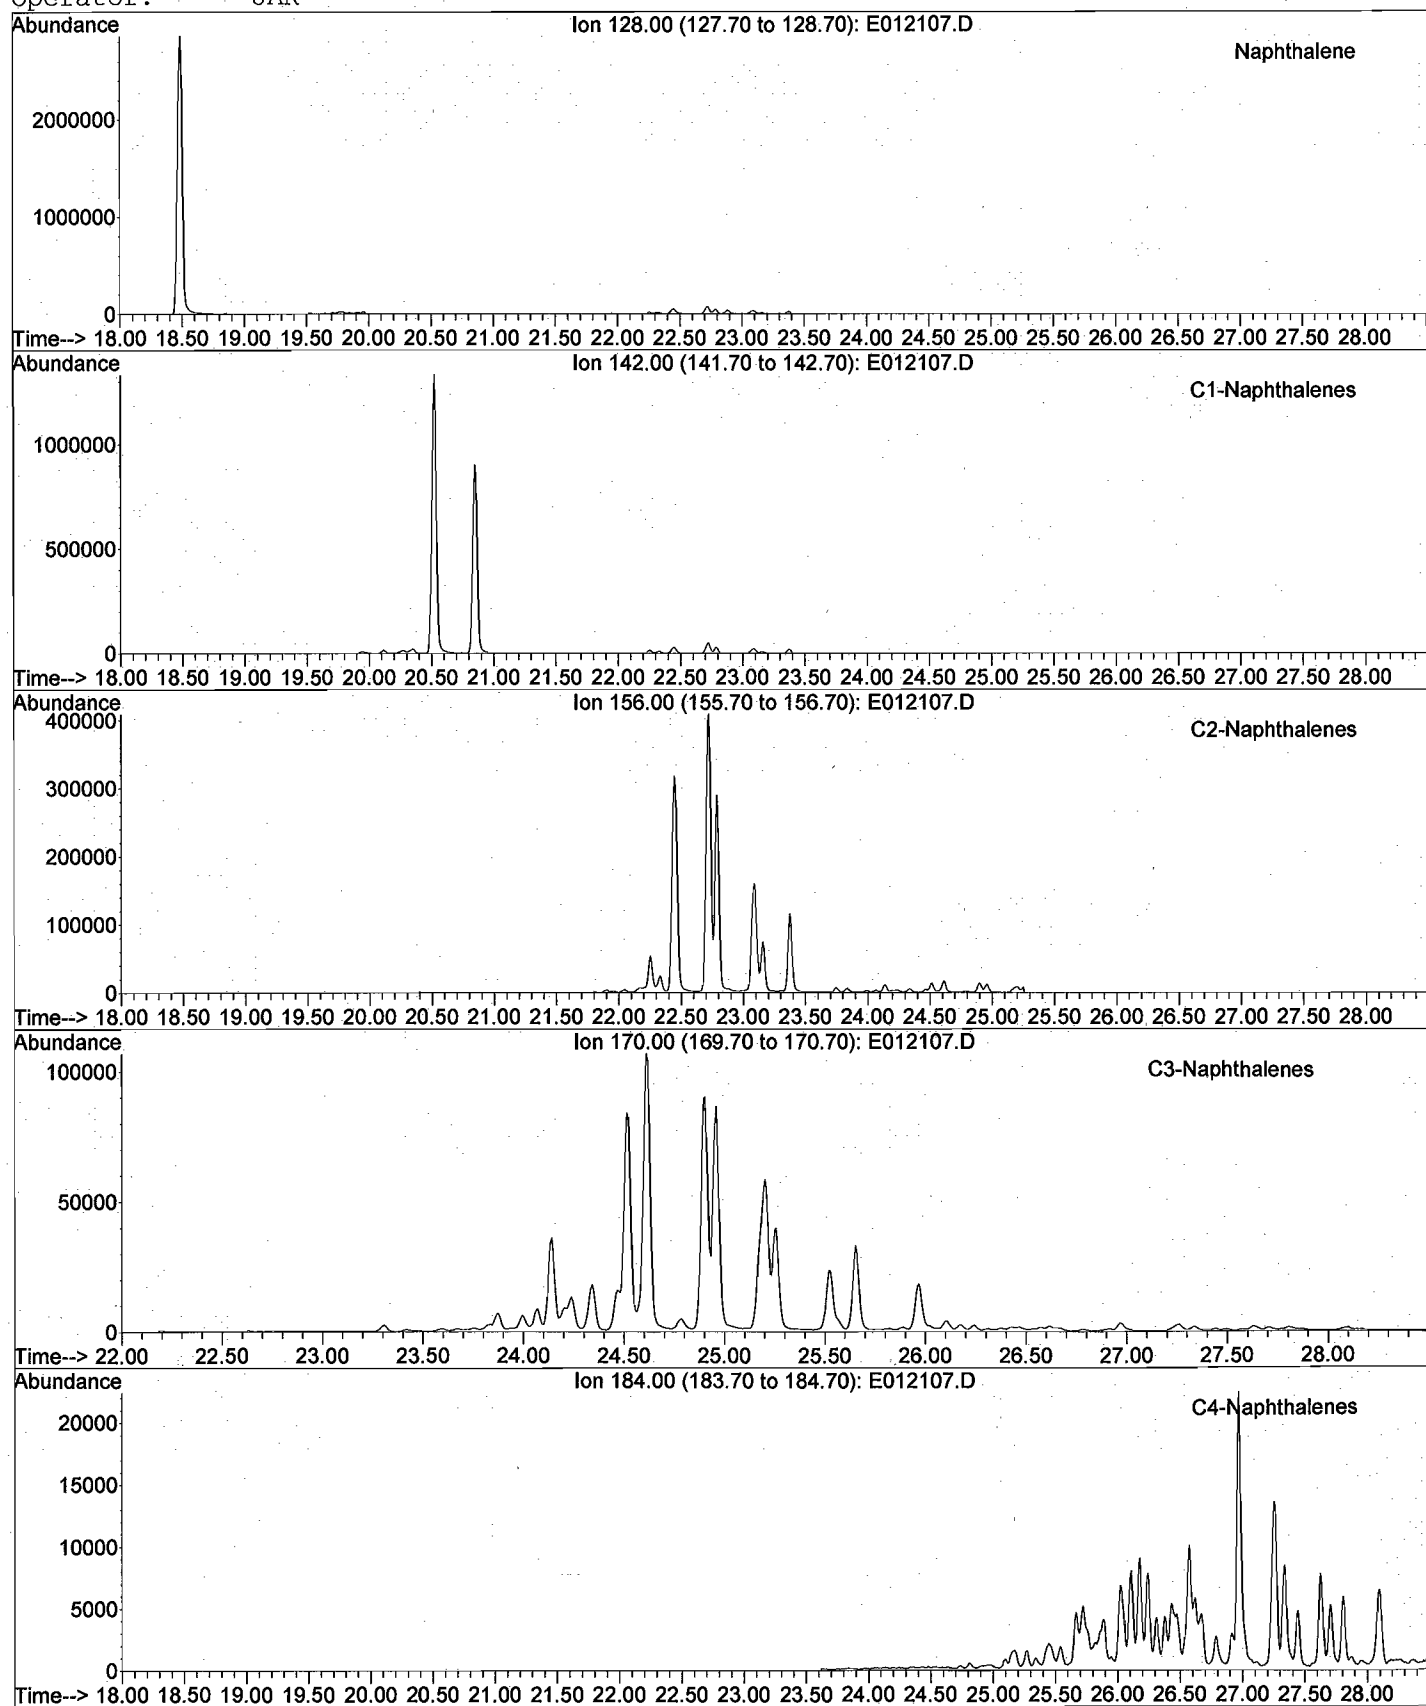 Abundance Ion 128.00 (127.70 to 128.70): E012107.D
Naphthalene
2000000
1000000
0
Time--> 18.00 18.50 19.00 19.50 20.00 20.50 21.00 21.50 22.00 22.50 23.00 23.50 24.00 24.50 25.00 25.50 26.00 26.50 27.00 27.50 28.00
Abundance Ion 142.00 (141.70 to 142.70): E012107.D
C1-Naphthalenes
1000000
500000
0
Time--> 18.00 18.50 19.00 19.50 20.00 20.50 21.00 21.50 22.00 22.50 23.00 23.50 24.00 24.50 25.00 25.50 26.00 26.50 27.00 27.50 28.00
Abundance Ion 156.00 (155.70 to 156.70): E012107.D
400000
C2-Naphthalenes
300000
200000
100000
0
Time--> 18.00 18.50 19.00 19.50 20.00 20.50 21.00 21.50 22.00 22.50 23.00 23.50 24.00 24.50 25.00 25.50 26.00 26.50 27.00 27.50 28.00
Abundance Ion 170.00 (169.70 to 170.70): E012107.D
100000 C3-Naphthalenes
50000
0
Time--> 22.00 22.50 23.00 23.50 24.00 24.50 25.00 25.50 26.00 26.50 27.00 27.50 28.00
Abundance Ion 184.00 (183.70 to 184.70): E012107.D
C4-Naphthalenes
20000
15000
10000
5000
0
Time--> 18.00 18.50 19.00 19.50 20.00 20.50 21.00 21.50 22.00 22.50 23.00 23.50 24.00 24.50 25.00 25.50 26.00 26.50 27.00 27.50 28.00